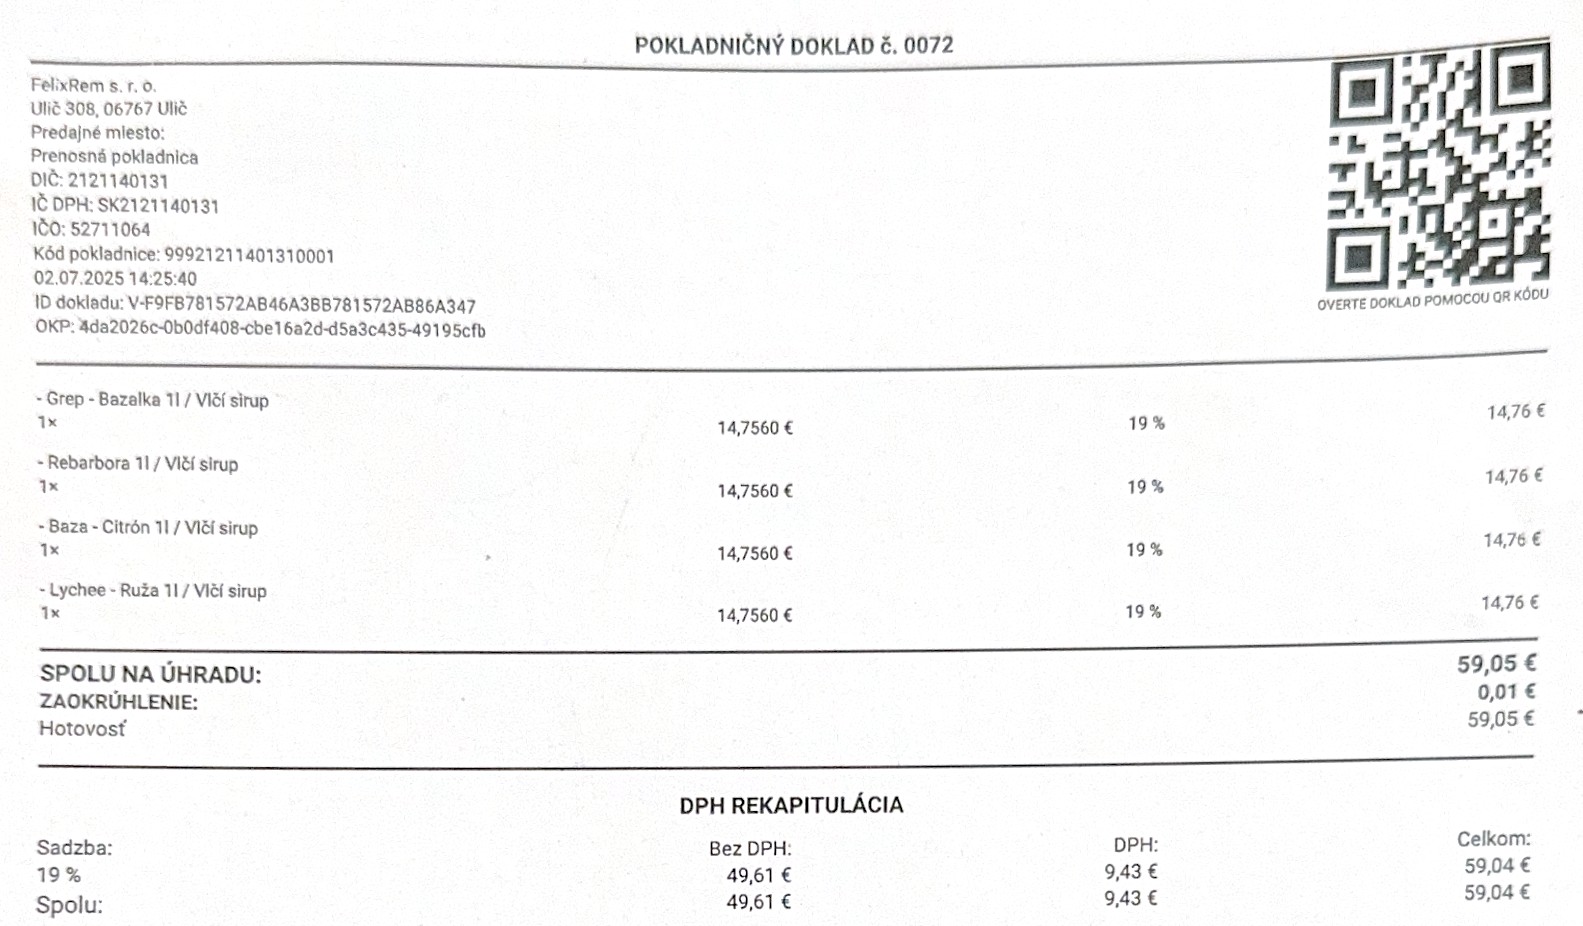 POKLADNIČNÝ DOKLAD č. 0072
FelixRem s. r. o.
Ulič 308, 06767 Ulič
Predajné miesto:
Prenosná pokladnica
DIČ: 2121140131
IČ DPH: SK2121140131
IČO: 52711064
Kód pokladnice: 99921211401310001
02.07.2025 14:25:40
ID dokladu: V-F9FB781572AB46A3BB781572AB86A347
OKP: 4da2026c-0b0df408-cbe16a2d-d5a3c435-49195cfb
OVERTE DOKLAD POMOCOU QR KÓDU
- Grep - Bazalka 1l / Vlčí sirup
1x 14,7560 € 19 % 14,76 €
- Rebarbora 1l / Vlčí sirup
1x 14,7560 € 19 % 14,76 €
- Baza - Citrón 1l / Vlčí sirup
1x 14,7560 € 19 % 14,76 €
- Lychee - Ruža 1l / Vlčí sirup
1x 14,7560 € 19 % 14,76 €
SPOLU NA ÚHRADU: 59,05 €
ZAOKRÚHLENIE: 0,01 €
Hotovosť 59,05 €
DPH REKAPITULÁCIA
Sadzba: Bez DPH: DPH: Celkom:
19 % 49,61 € 9,43 € 59,04 €
Spolu: 49,61 € 9,43 € 59,04 €